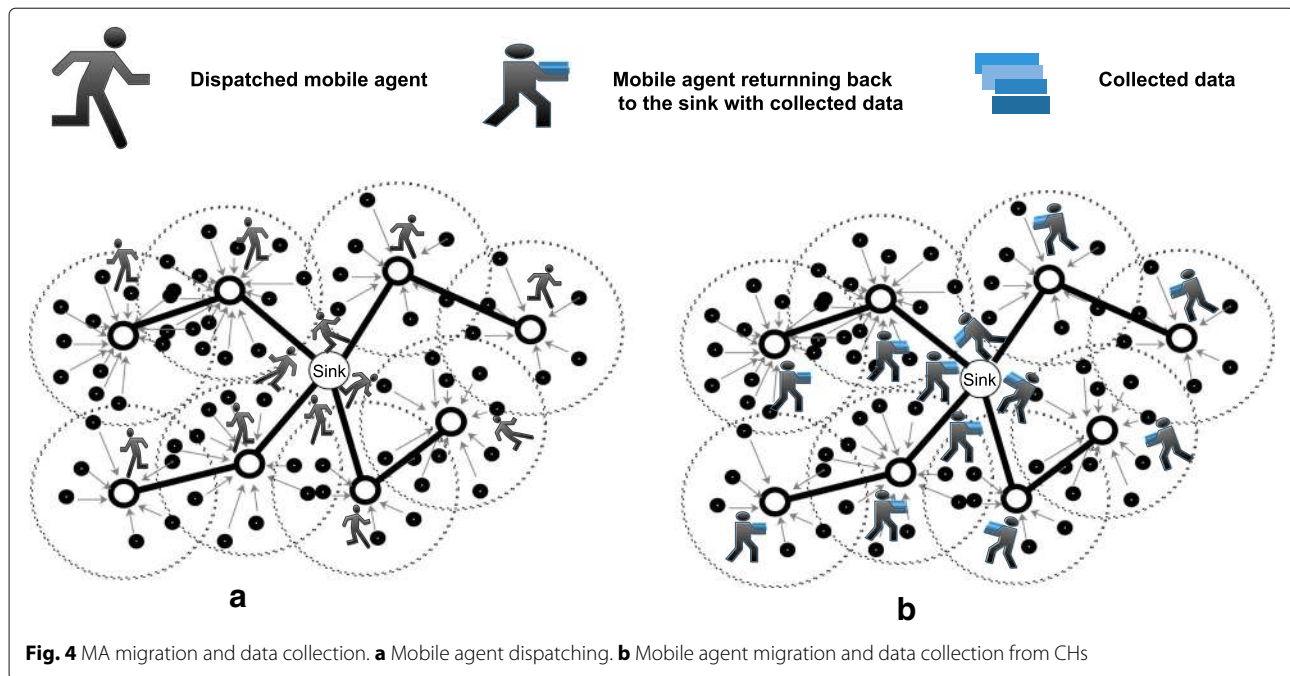 Dispatched mobile agent
Mobile agent returnning back
to the sink with collected data
Collected data
Sink
Sink
a
b
Fig. 4 MA migration and data collection. a Mobile agent dispatching. b Mobile agent migration and data collection from CHs